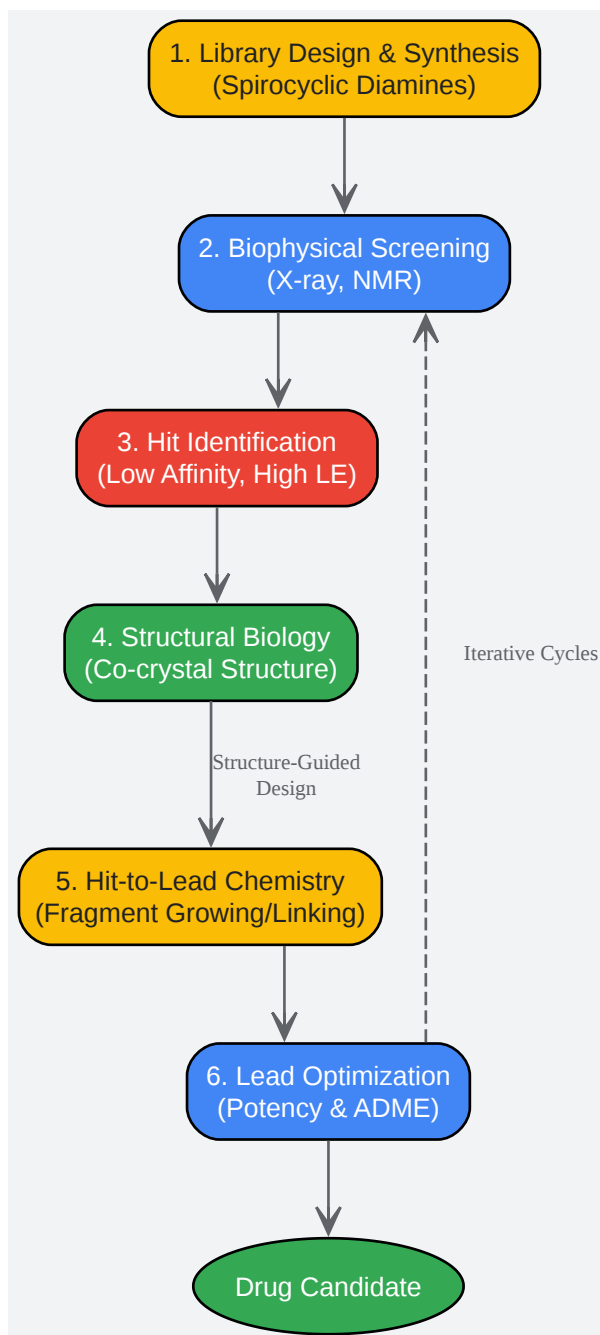 1. Library Design & Synthesis
(Spirocyclic Diamines)
2. Biophysical Screening
(X-ray, NMR)
3. Hit Identification
(Low Affinity, High LE)
4. Structural Biology
(Co-crystal Structure)
Iterative Cycles
Structure-Guided
Design
5. Hit-to-Lead Chemistry
(Fragment Growing/Linking)
6. Lead Optimization
(Potency & ADME)
Drug Candidate